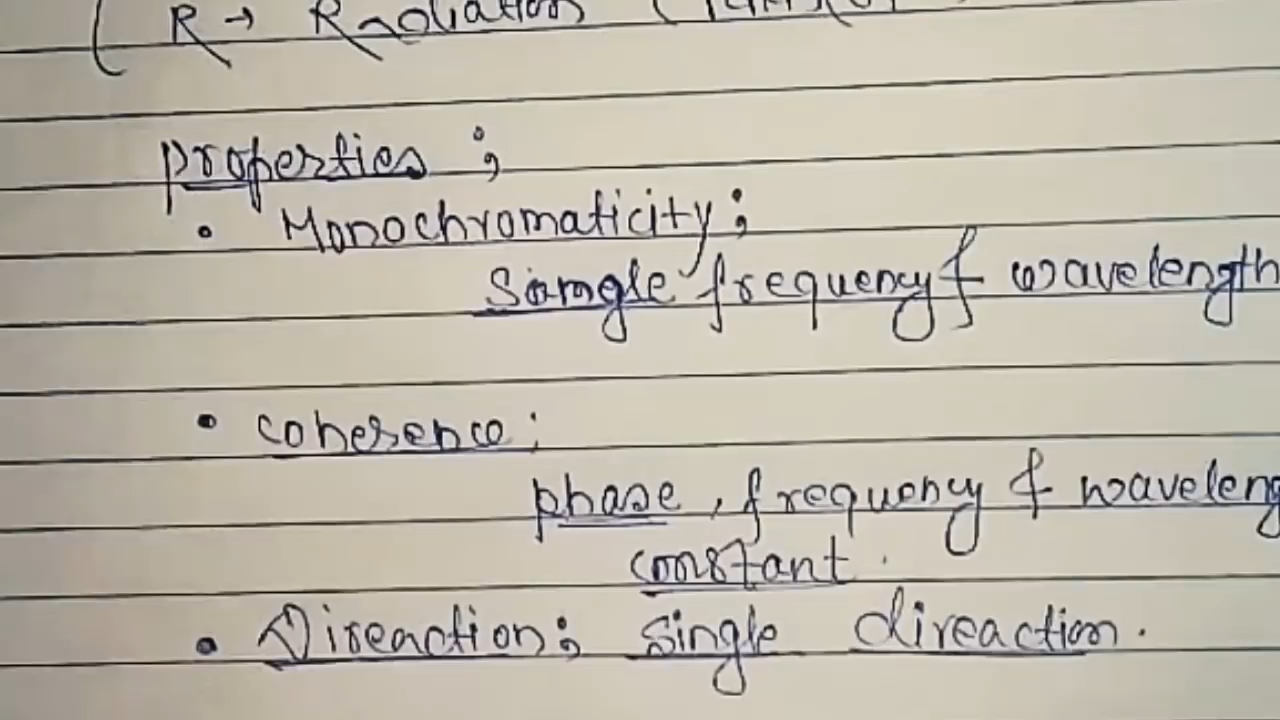 ( R → Radiation (
properties ;
• Monochromaticity ;
Single frequency & wavelength
• coherence :
phase , frequency & waveleng
constant .
• Direaction ; single direaction .